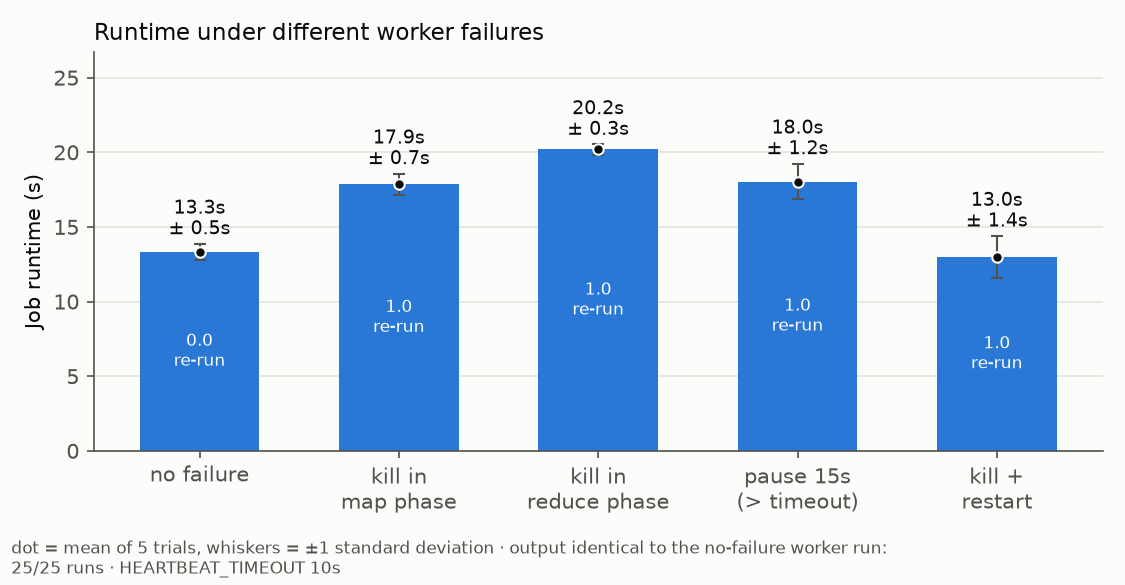 Runtime under different worker failures
Job runtime (s)
25
20
15
10
5
0
13.3s
± 0.5s
17.9s
± 0.7s
20.2s
± 0.3s
18.0s
± 1.2s
13.0s
± 1.4s
0.0
re-run
1.0
re-run
1.0
re-run
1.0
re-run
1.0
re-run
no failure
kill in
map phase
kill in
reduce phase
pause 15s
(> timeout)
kill +
restart
dot = mean of 5 trials, whiskers = ±1 standard deviation · output identical to the no-failure worker run:
25/25 runs · HEARTBEAT_TIMEOUT 10s